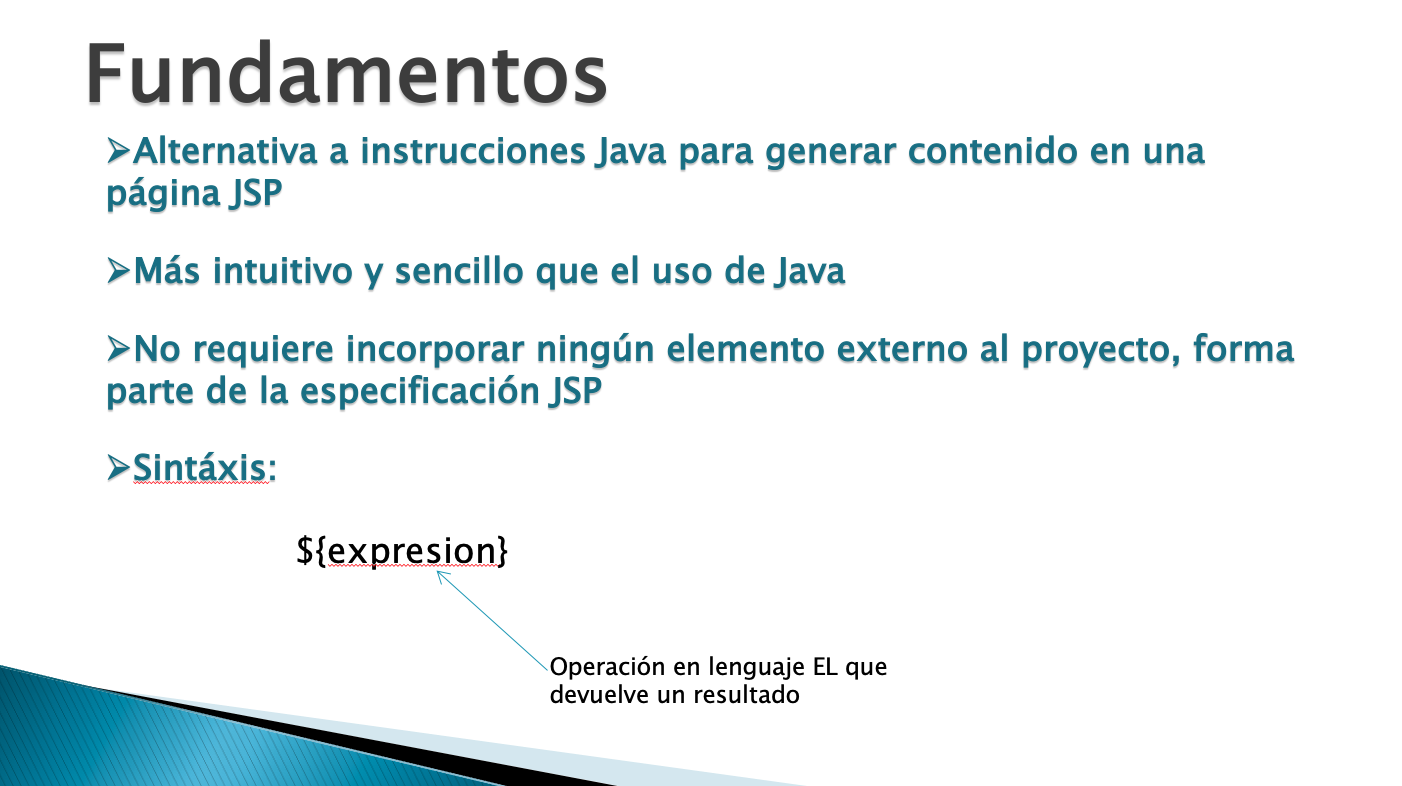 Fundamentos
➢Alternativa a instrucciones Java para generar contenido en una
página JSP
➢Más intuitivo y sencillo que el uso de Java
➢No requiere incorporar ningún elemento externo al proyecto, forma
parte de la especificación JSP
➢Sintáxis:
${expresion}
Operación en lenguaje EL que
devuelve un resultado